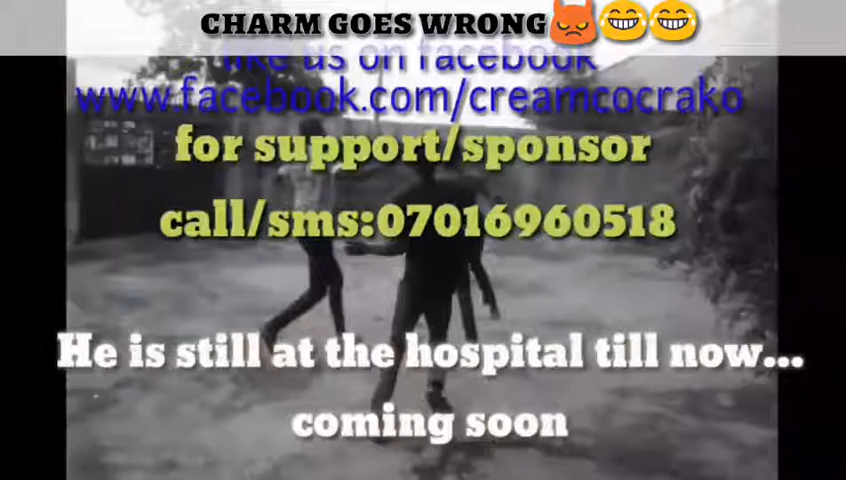 CHARM GOES WRONG👿😂😂
like us on facebook
www.facebook.com/creamcocrako
for support/sponsor
call/sms:07016960518
He is still at the hospital till now...
coming soon